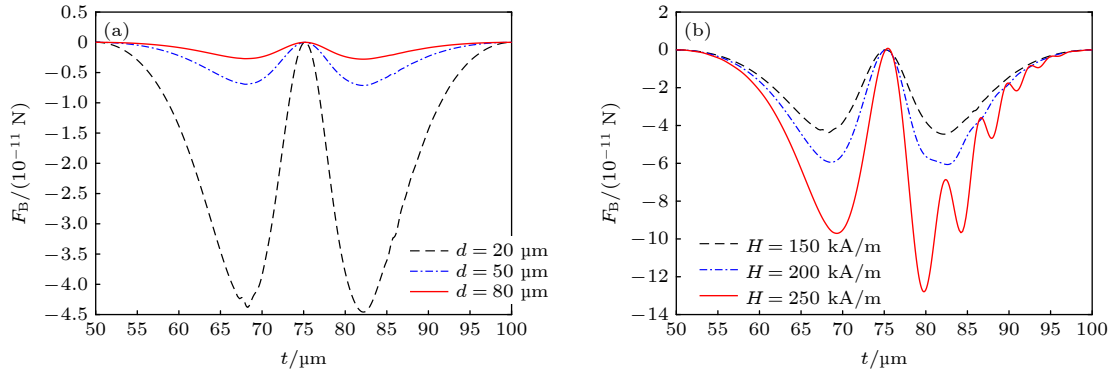 (a)
0.5
0
−0.5
−1.0
−1.5
−2.0
−2.5
−3.0
−3.5
−4.0
−4.5
F_B/(10^{−11} N)
d = 20 μm
d = 50 μm
d = 80 μm
50 55 60 65 70 75 80 85 90 95 100
t/μm
(b)
2
0
−2
−4
−6
−8
−10
−12
−14
F_B/(10^{−11} N)
H = 150 kA/m
H = 200 kA/m
H = 250 kA/m
50 55 60 65 70 75 80 85 90 95 100
t/μm